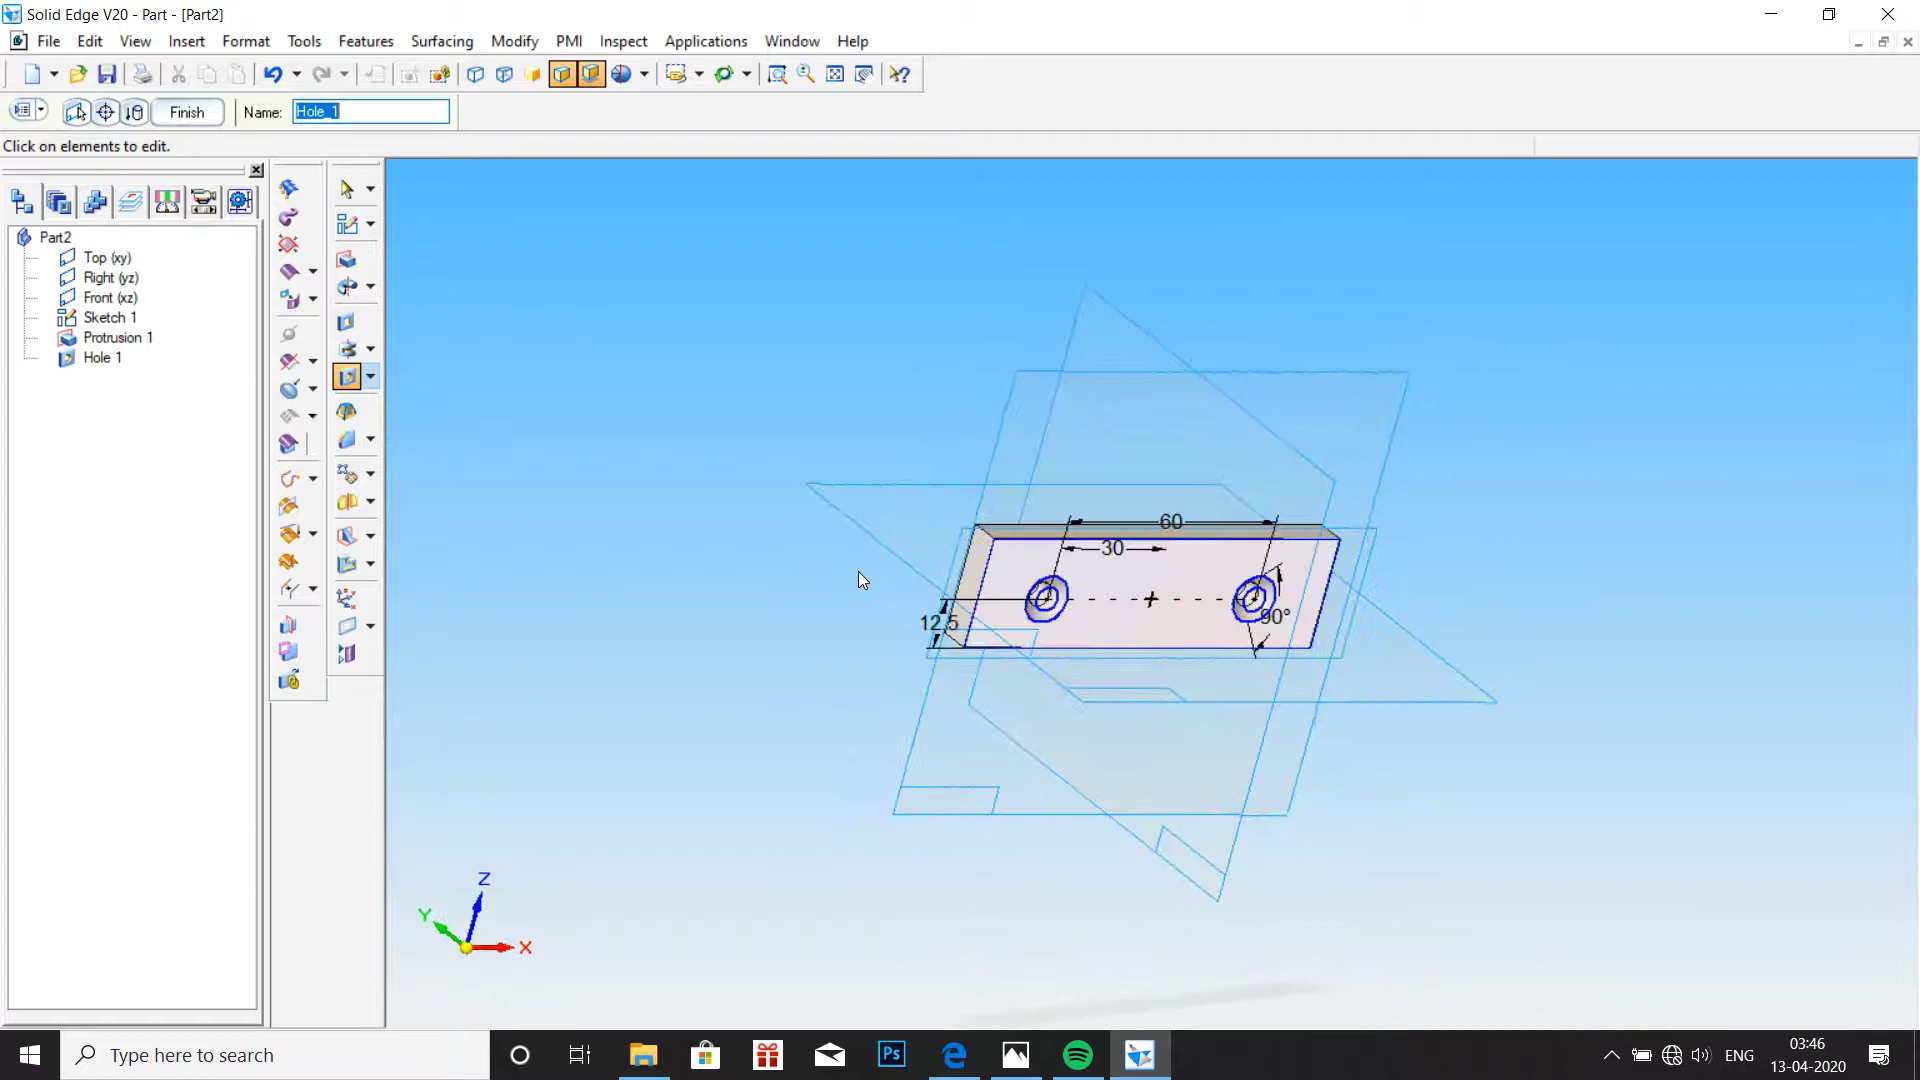 Solid Edge V20 - Part - [Part2]
File Edit View Insert Format Tools Features Surfacing Modify PMI Inspect Applications Window Help
Finish Name: Hole_1
Click on elements to edit.
Part2
Top (xy)
Right (yz)
Front (xz)
Sketch 1
Protrusion 1
Hole 1
60
30
12,5
90°
Z
Y
X
Type here to search
Ps
ENG
03:46
13-04-2020